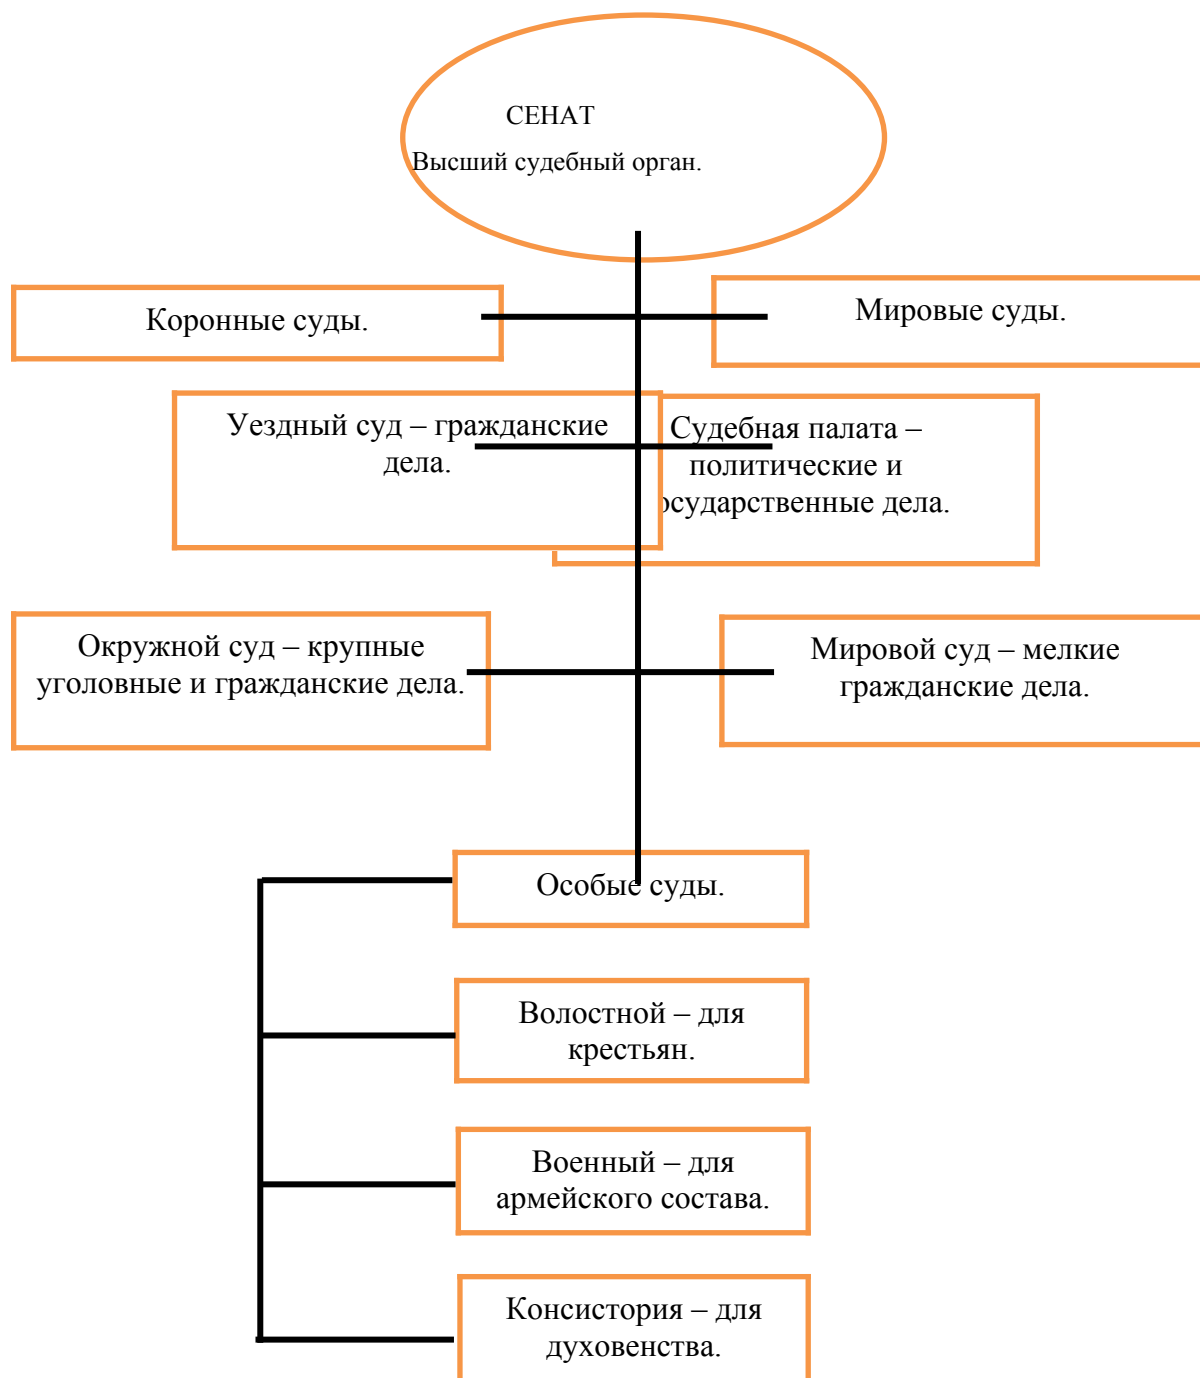 СЕНАТ
Высший судебный орган.
Коронные суды.
Мировые суды.
Уездный суд – гражданские
дела.
Судебная палата –
политические и
осударственные дела.
Окружной суд – крупные
уголовные и гражданские дела.
Мировой суд – мелкие
гражданские дела.
Особые суды.
Волостной – для
крестьян.
Военный – для
армейского состава.
Консистория – для
духовенства.